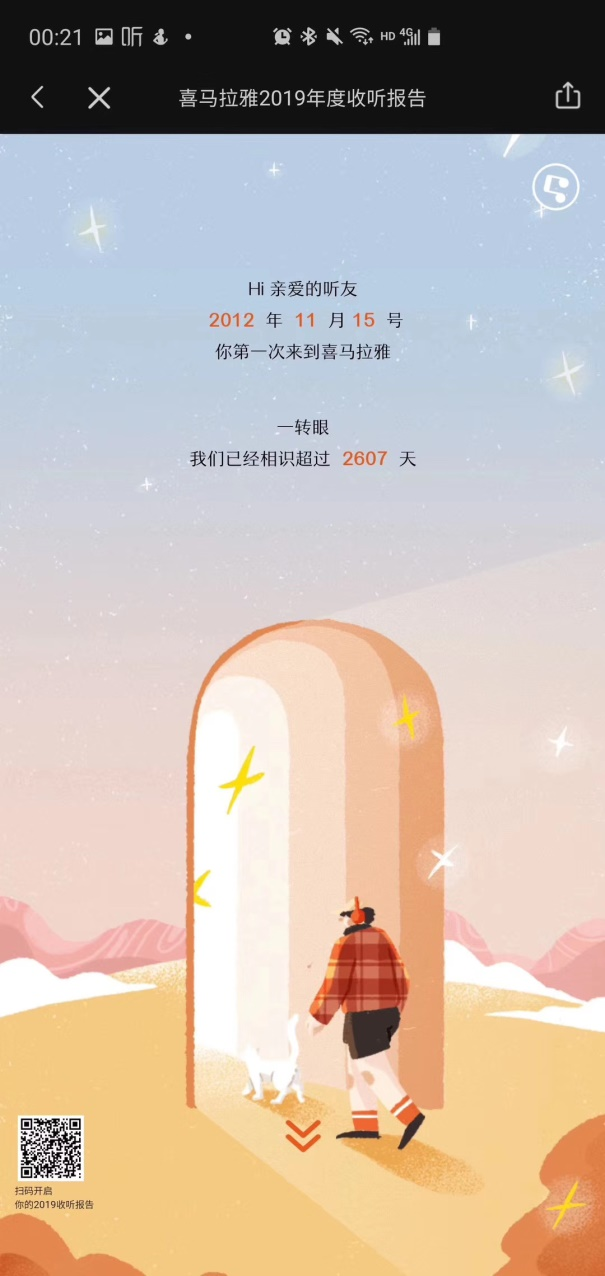 00:21 听 HD 4G
喜马拉雅2019年度收听报告
Hi 亲爱的听友
2012 年 11 月 15 号
你第一次来到喜马拉雅
一转眼
我们已经相识超过 2607 天
扫码开启
你的2019收听报告